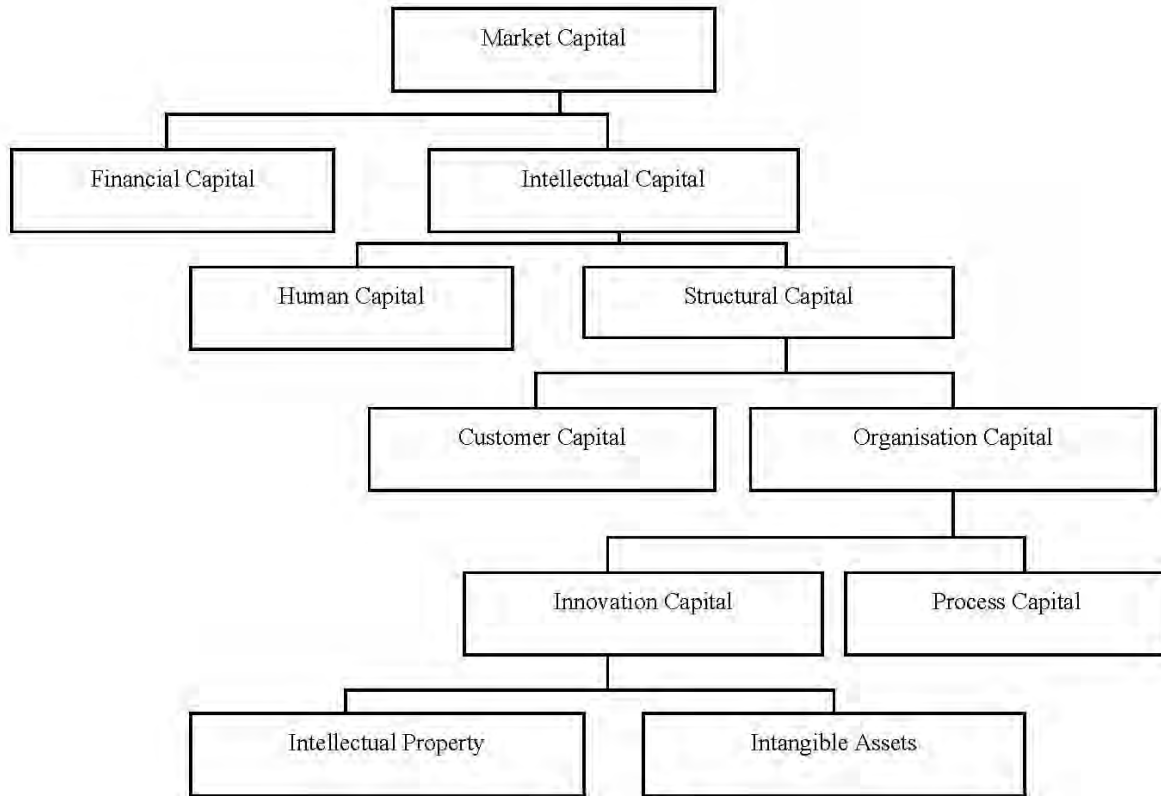 Market Capital
Financial Capital
Intellectual Capital
Human Capital
Structural Capital
Customer Capital
Organisation Capital
Innovation Capital
Process Capital
Intellectual Property
Intangible Assets